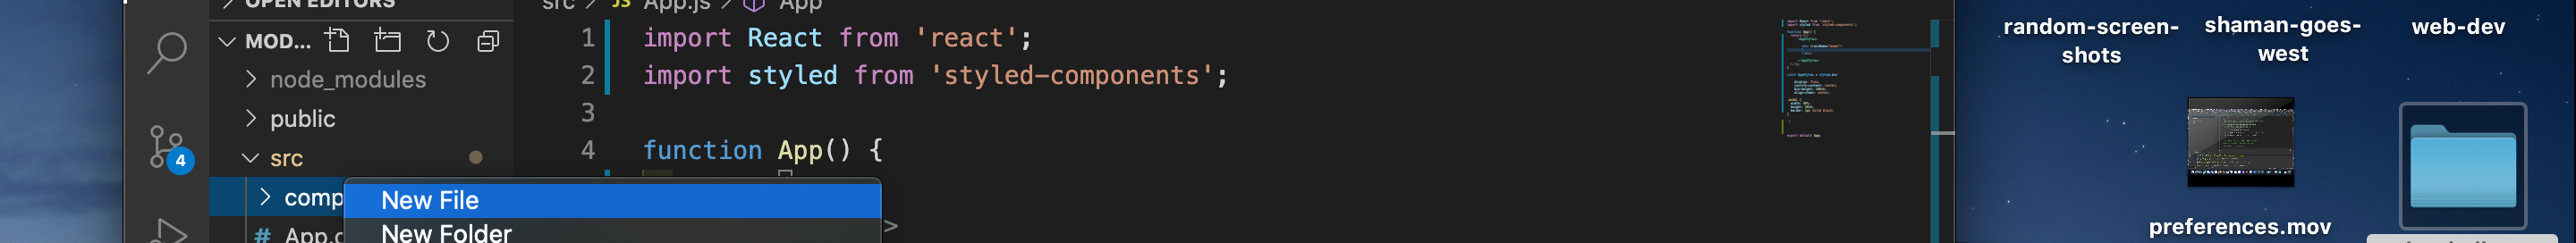 OPEN EDITORS
src JS App.js App
MOD...
node_modules
public
src
comp
App.c
4
New File
New Folder
1 import React from 'react';
2 import styled from 'styled-components';
3
4 function App() {
>
random-screen-
shots
shaman-goes-
west
web-dev
preferences.mov